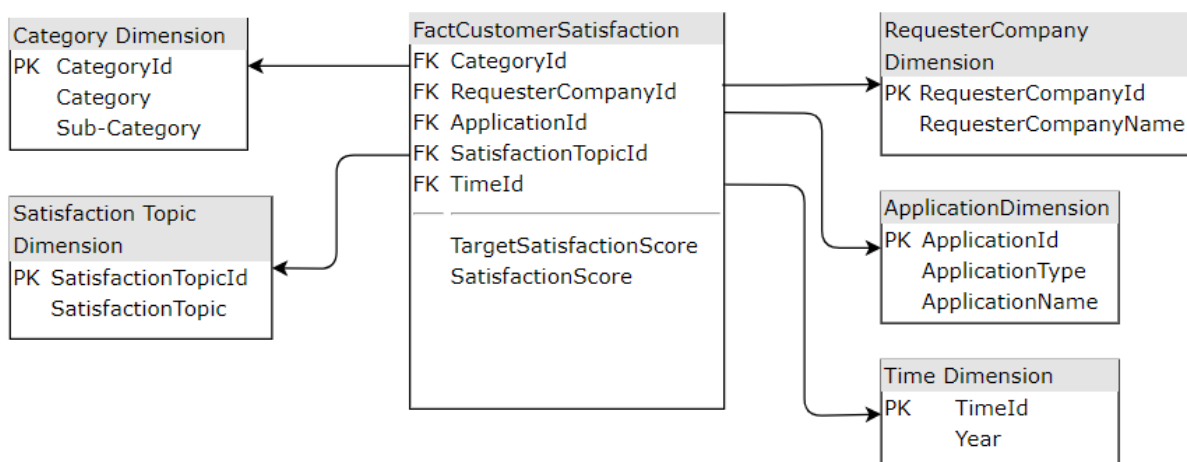 Category Dimension
PK CategoryId
Category
Sub-Category
Satisfaction Topic
Dimension
PK SatisfactionTopicId
SatisfactionTopic
FactCustomerSatisfaction
FK CategoryId
FK RequesterCompanyId
FK ApplicationId
FK SatisfactionTopicId
FK TimeId
TargetSatisfactionScore
SatisfactionScore
RequesterCompany
Dimension
PK RequesterCompanyId
RequesterCompanyName
ApplicationDimension
PK ApplicationId
ApplicationType
ApplicationName
Time Dimension
PK TimeId
Year